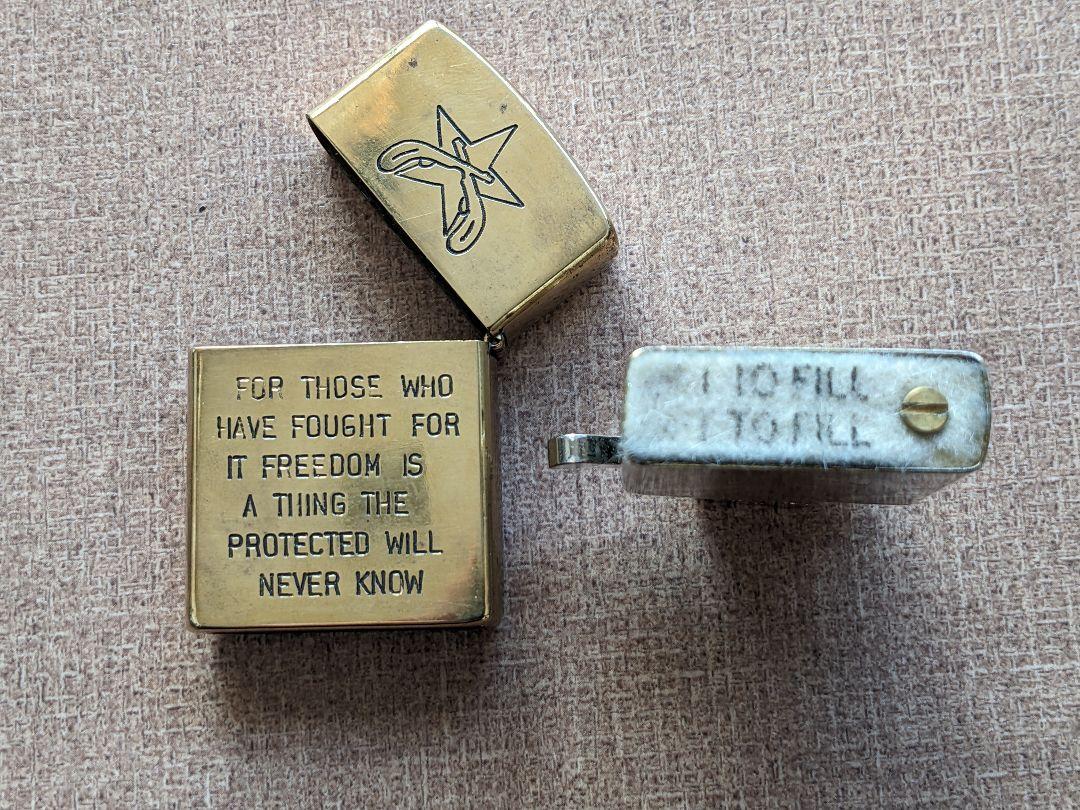 FOR THOSE WHO
HAVE FOUGHT FOR
IT FREEDOM IS
A THING THE
PROTECTED WILL
NEVER KNOW
TO FILL
TO FILL